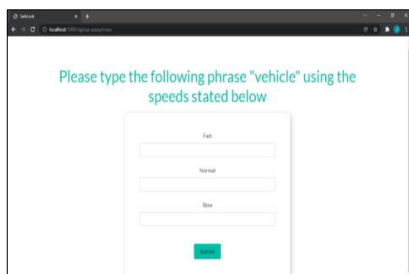 Please type the following phrase "vehicle" using the
speeds stated below
Fast
Normal
Slow
Submit